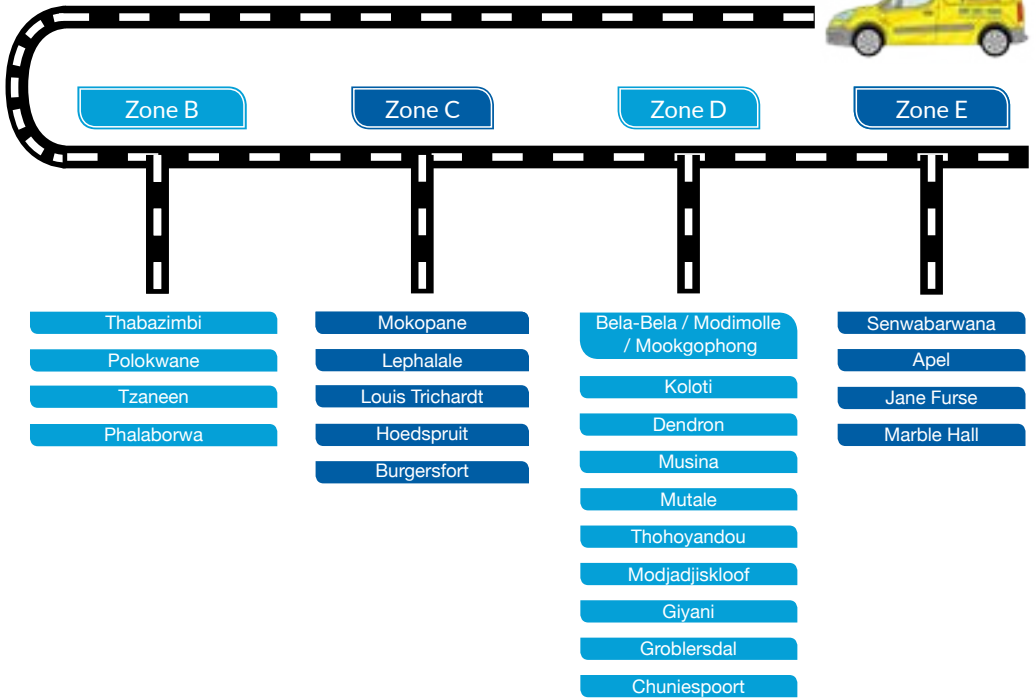 Zone B
Zone C
Zone D
Zone E
Thabazimbi
Polokwane
Tzaneen
Phalaborwa
Mokopane
Lephalale
Louis Trichardt
Hoedspruit
Burgersfort
Bela-Bela / Modimolle
/ Mookgophong
Koloti
Dendron
Musina
Mutale
Thohoyandou
Modjadjiskloof
Giyani
Groblersdal
Chuniespoort
Senwabarwana
Apel
Jane Furse
Marble Hall